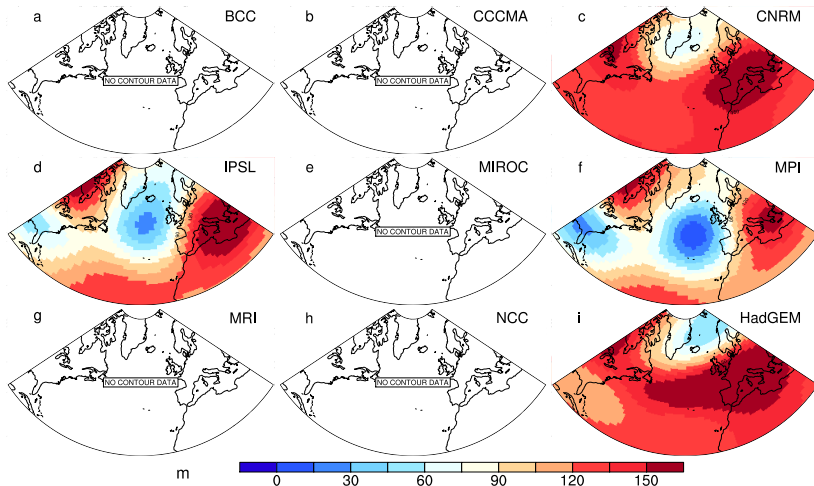 a BCC
b CCCMA
c CNRM
NO CONTOUR DATA
NO CONTOUR DATA
d IPSL
e MIROC
f MPI
NO CONTOUR DATA
g MRI
h NCC
i HadGEM
NO CONTOUR DATA
NO CONTOUR DATA
m
0 30 60 90 120 150